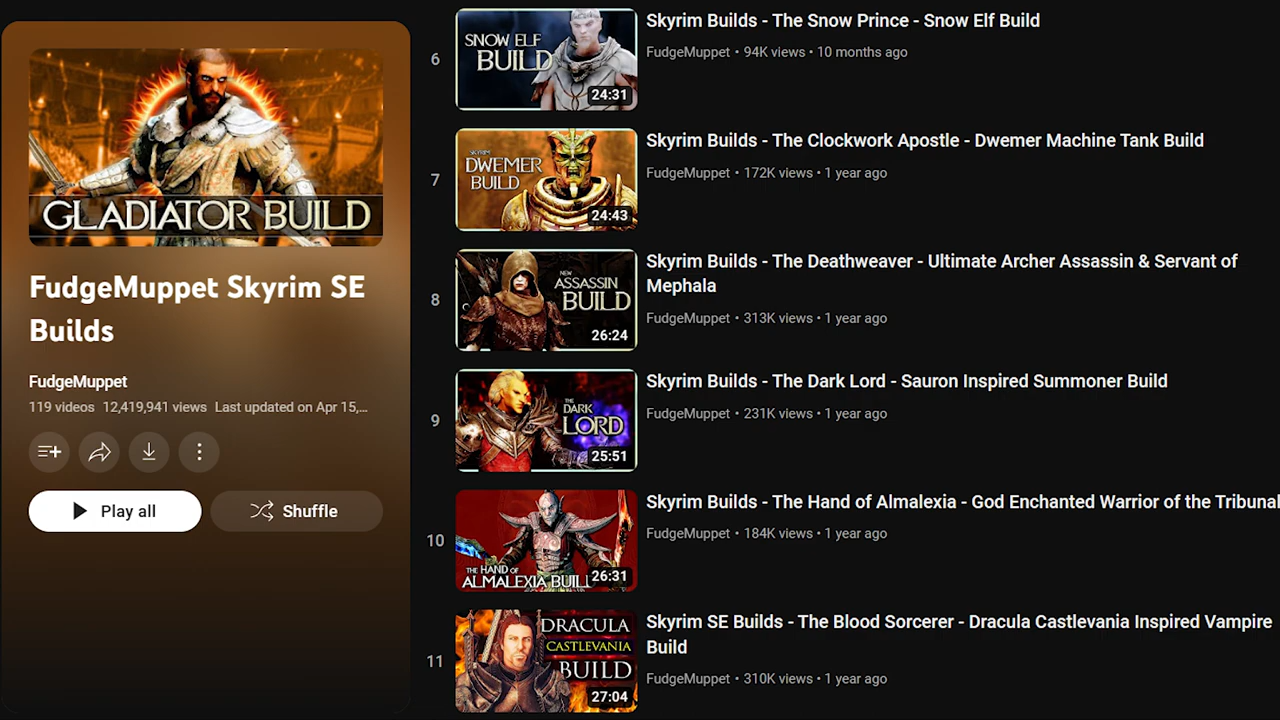 GLADIATOR BUILD
FudgeMuppet Skyrim SE
Builds
FudgeMuppet
119 videos 12,419,941 views Last updated on Apr 15,...
Play all
Shuffle
6
SNOW ELF
BUILD
24:31
Skyrim Builds - The Snow Prince - Snow Elf Build
FudgeMuppet • 94K views • 10 months ago
7
SKYRIM
DWEMER
BUILD
24:43
Skyrim Builds - The Clockwork Apostle - Dwemer Machine Tank Build
FudgeMuppet • 172K views • 1 year ago
8
NEW
ASSASSIN
BUILD
26:24
Skyrim Builds - The Deathweaver - Ultimate Archer Assassin & Servant of
Mephala
FudgeMuppet • 313K views • 1 year ago
9
THE
DARK
LORD
25:51
Skyrim Builds - The Dark Lord - Sauron Inspired Summoner Build
FudgeMuppet • 231K views • 1 year ago
10
THE HAND OF
ALMALEXIA BUILD
26:31
Skyrim Builds - The Hand of Almalexia - God Enchanted Warrior of the Tribunal
FudgeMuppet • 184K views • 1 year ago
11
DRACULA
CASTLEVANIA
BUILD
27:04
Skyrim SE Builds - The Blood Sorcerer - Dracula Castlevania Inspired Vampire
Build
FudgeMuppet • 310K views • 1 year ago